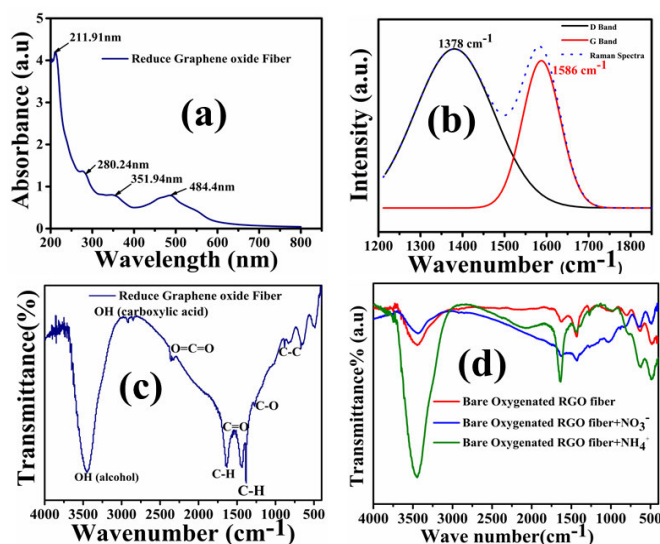 (a)
211.91nm
Reduce Graphene oxide Fiber
280.24nm
351.94nm
484.4nm
Absorbance (a.u)
5
4
3
2
1
0
200 300 400 500 600 700 800
Wavelength (nm)
(b)
1378 cm-1
1586 cm-1
D Band
G Band
Raman Spectra
Intensity (a.u.)
1200 1300 1400 1500 1600 1700 1800
Wavenumber (cm-1)
(c)
Reduce Graphene oxide Fiber
OH (carboxylic acid)
O=C=O
C-C
C-O
C=O
C-H
C-H
OH (alcohol)
Transmittance(%)
4000 3500 3000 2500 2000 1500 1000 500
Wavenumber (cm-1)
(d)
Bare Oxygenated RGO fiber
Bare Oxygenated RGO fiber+NO3-
Bare Oxygenated RGO fiber+NH4+
Transmittance% (a.u)
4000 3500 3000 2500 2000 1500 1000 500
Wave number(cm-1)